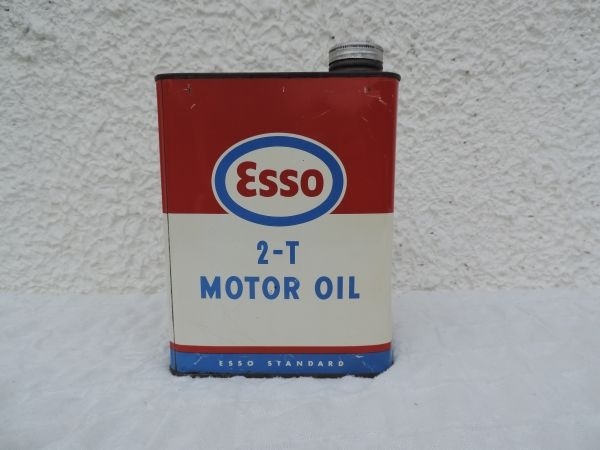 Esso
2-T
MOTOR OIL
ESSO STANDARD